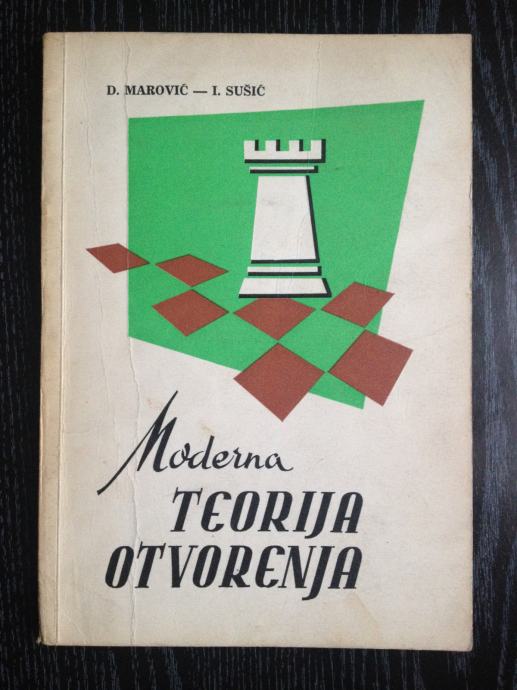 D. MAROVIĆ — I. SUŠIĆ
Moderna
TEORIJA
OTVORENJA